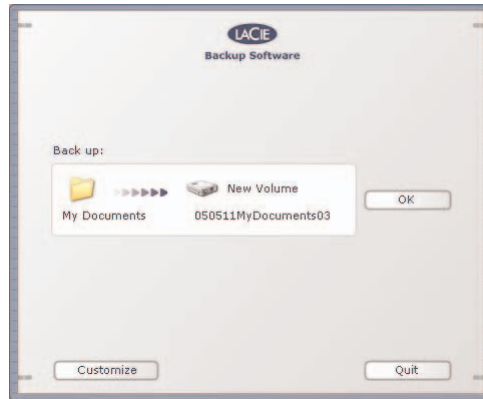 LACIE
Backup Software
Back up:
New Volume
My Documents
050511MyDocuments03
OK
Customize
Quit